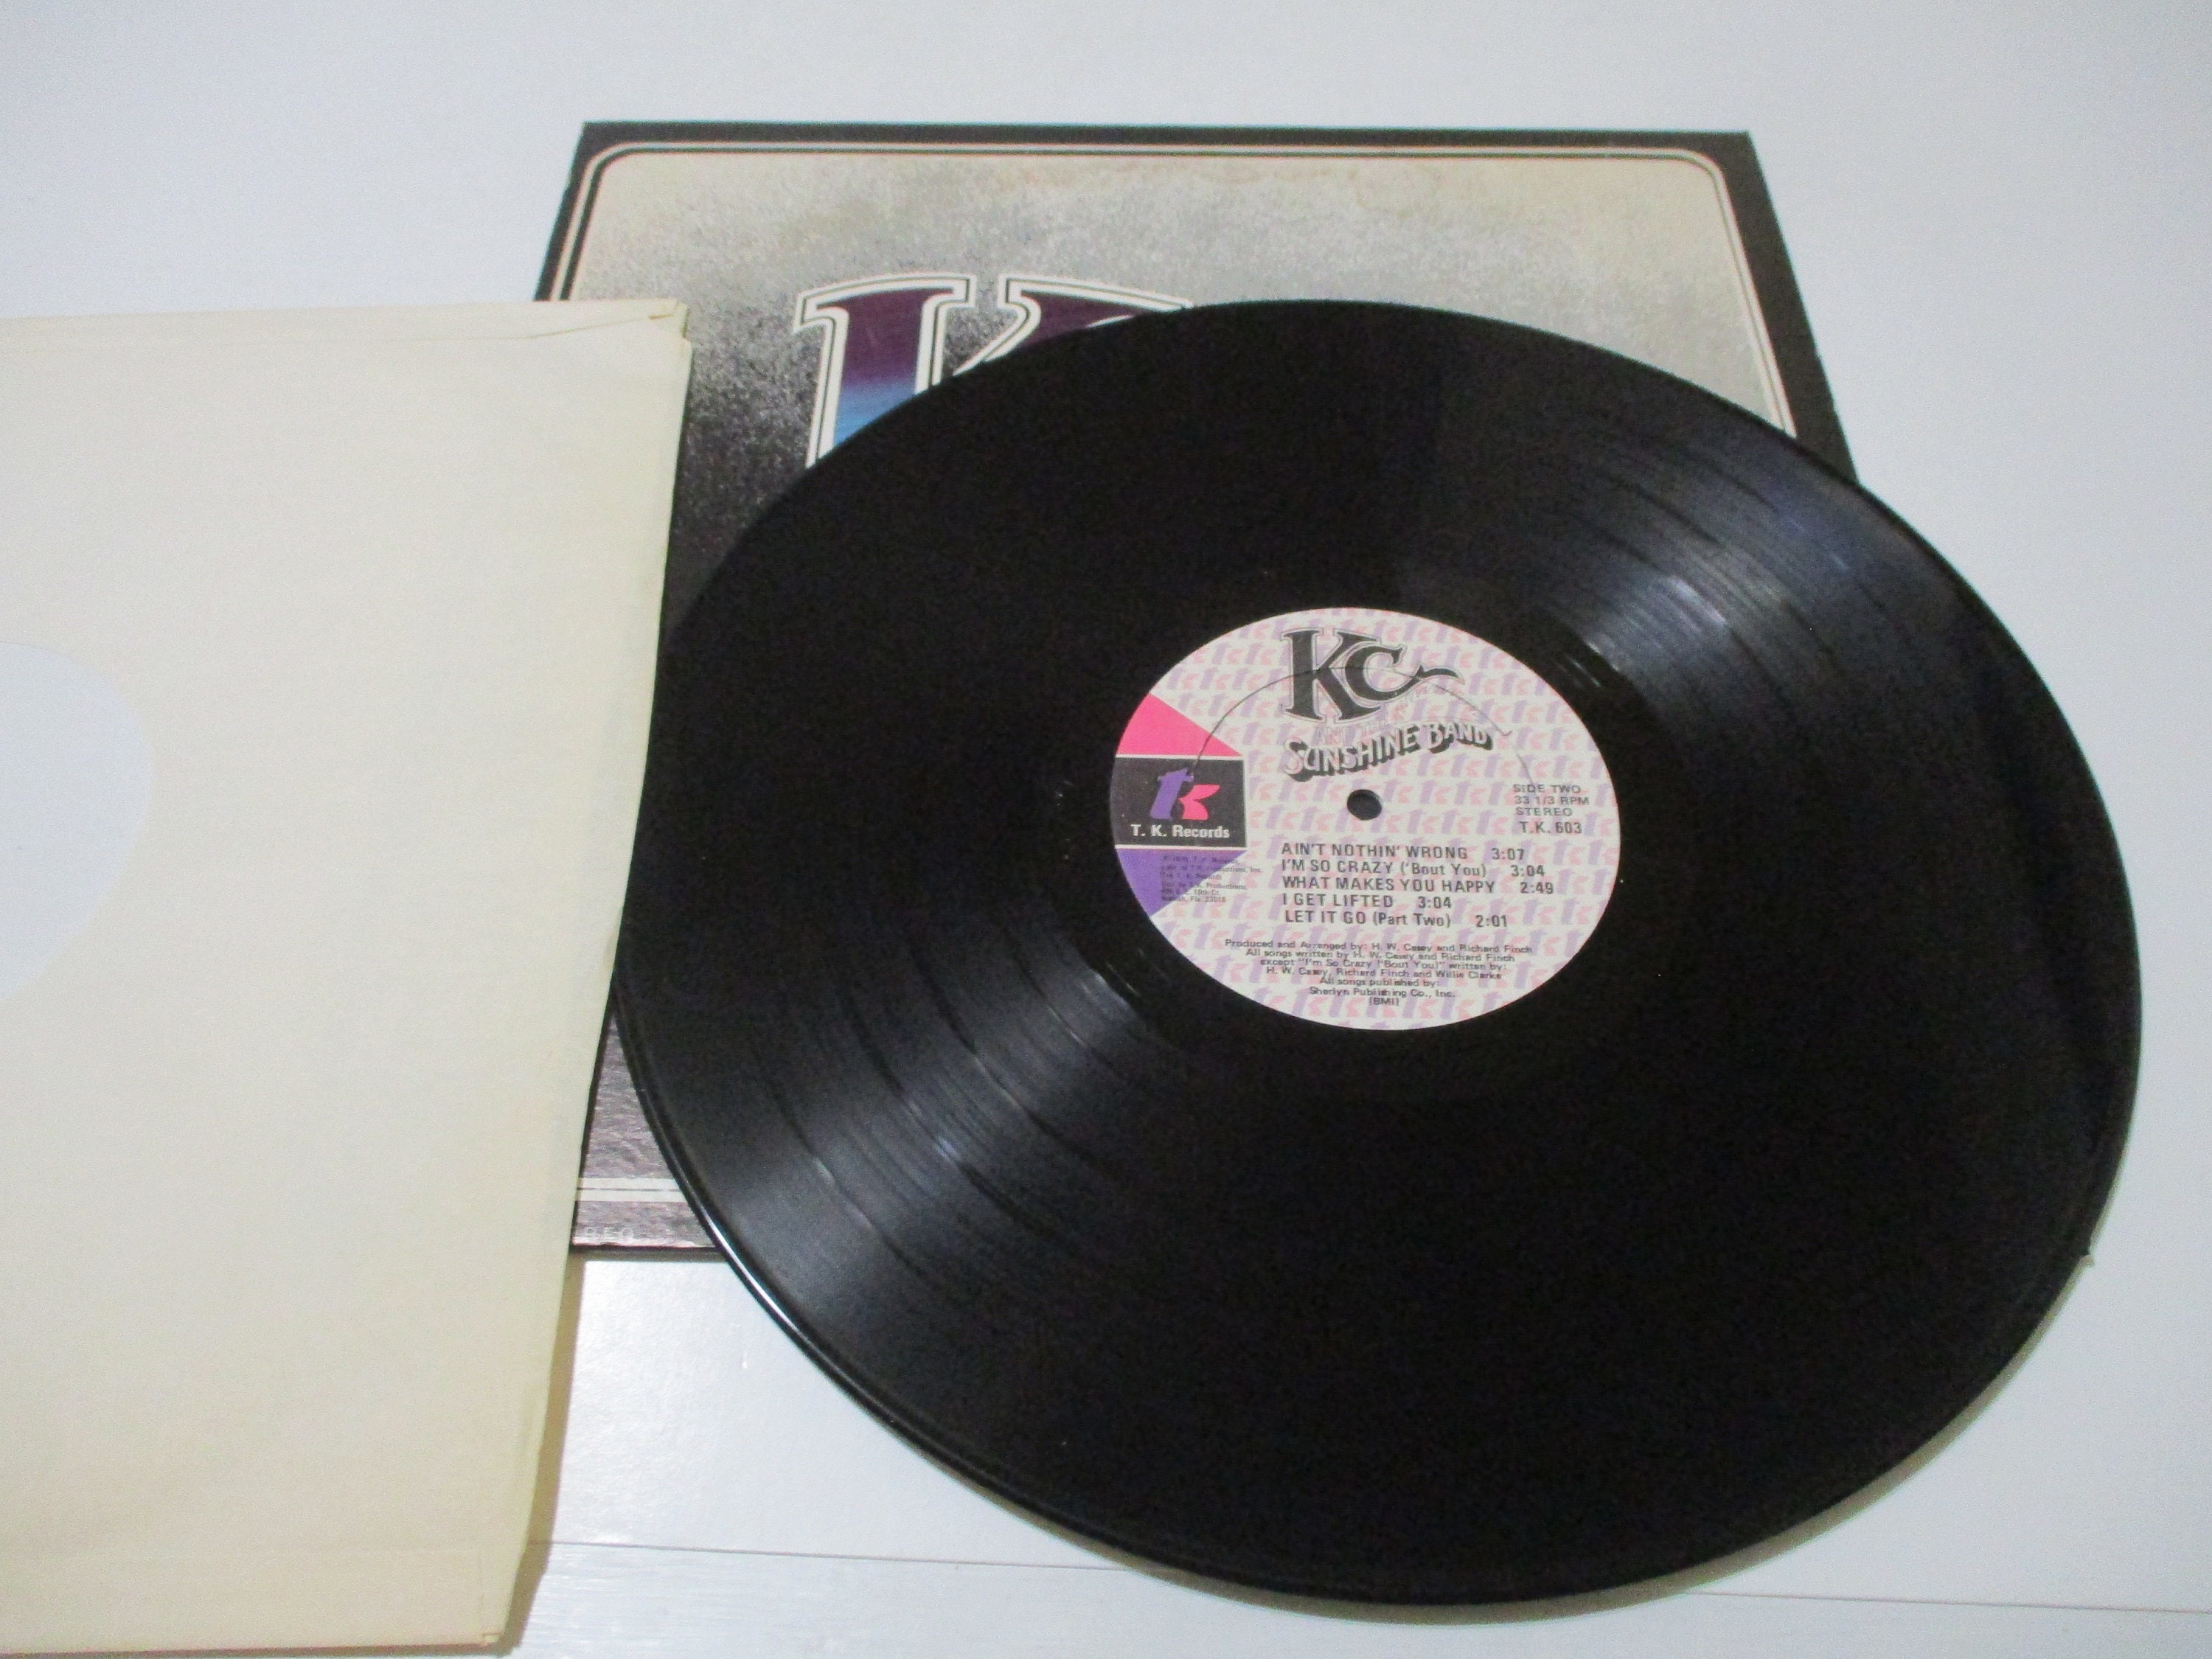 K
KC
AND THE
SUNSHINE BAND
SIDE TWO
33 1/3 RPM
STEREO
T.K. 603
tk
T. K. Records
AIN'T NOTHIN' WRONG 3:07
I'M SO CRAZY ('Bout You) 3:04
WHAT MAKES YOU HAPPY 2:49
I GET LIFTED 3:04
LET IT GO (Part Two) 2:01
Produced and Arranged by: H. W. Casey and Richard Finch
All songs written by H. W. Casey and Richard Finch
except "I'm So Crazy ('Bout You)" written by:
H. W. Casey, Richard Finch and Willie Clarke
All songs published by:
Sherlyn Publishing Co., Inc.
(BMI)